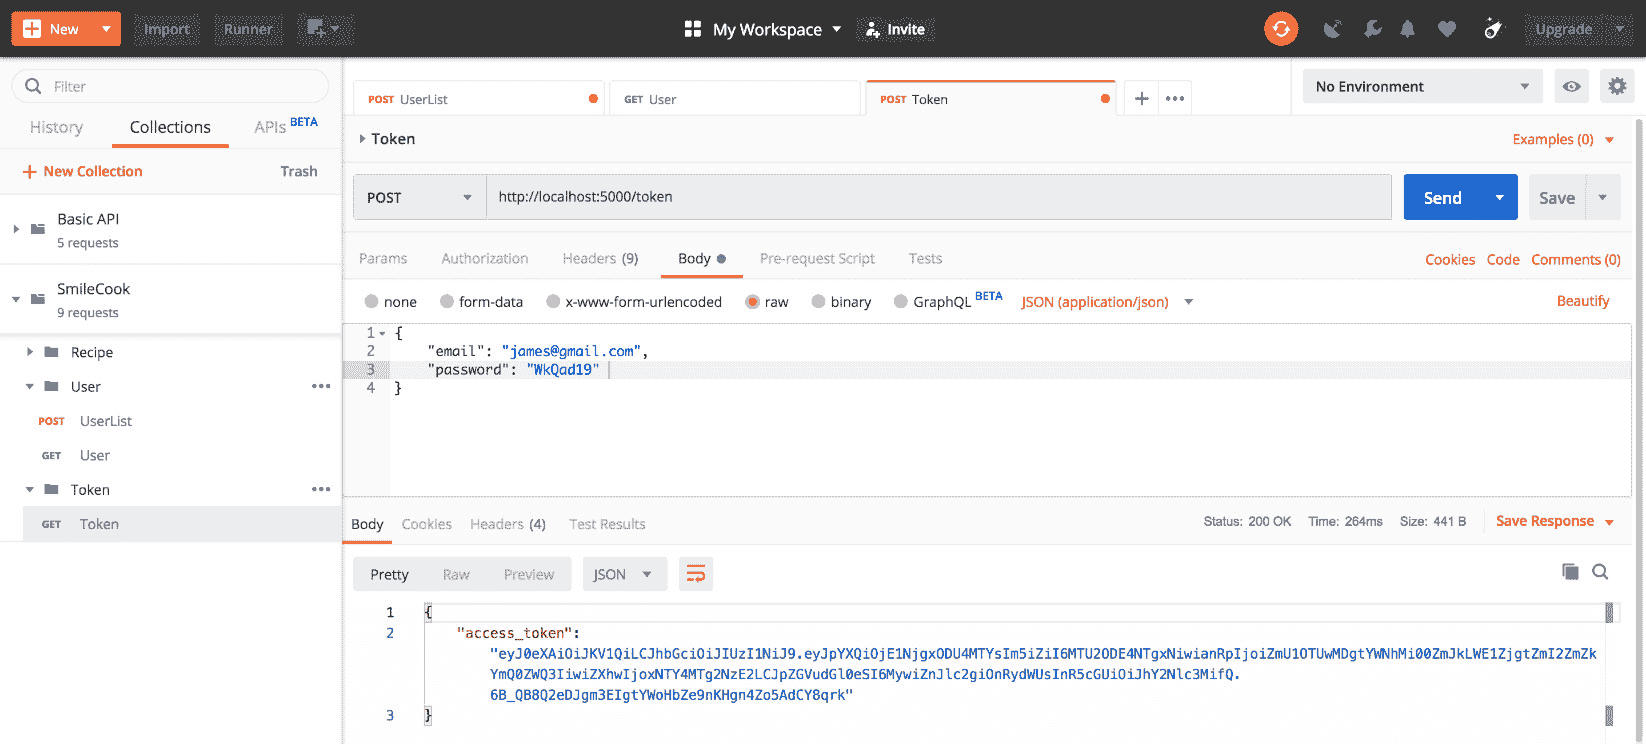 New Import Runner My Workspace Invite Upgrade
Filter
History Collections APIs BETA
New Collection Trash
Basic API
5 requests
SmileCook
9 requests
Recipe
User
POST UserList
GET User
Token
GET Token
POST UserList GET User POST Token No Environment
Token Examples (0)
POST http://localhost:5000/token Send Save
Params Authorization Headers (9) Body Pre-request Script Tests Cookies Code Comments (0)
none form-data x-www-form-urlencoded raw binary GraphQL BETA JSON (application/json) Beautify
1 {
2 "email": "james@gmail.com",
3 "password": "WkQad19"
4 }
Body Cookies Headers (4) Test Results Status: 200 OK Time: 264ms Size: 441 B Save Response
Pretty Raw Preview JSON
1 {
2 "access_token":
"eyJ0eXAiOiJKV1QiLCJhbGciOiJIUzI1NiJ9.eyJpYXQiOjE1NjgxODU4MTYsIm5iZiI6MTU2ODE4NTgxNiwianRpIjoiZmU1OTUwMDgtYWNhMi00ZmJkLWE1ZjgtZmI2ZmZk
YmQ0ZWQ3IiwiZXhwIjoxNTY4MTg2NzE2LCJpZGVudGl0eSI6MywiZnJlc2giOnRydWUsInR5cGUiOiJhY2Nlc3MifQ.
6B_QB8Q2eDJgm3EIgtYWoHbZe9nKHgn4Zo5AdCY8qrk"
3 }